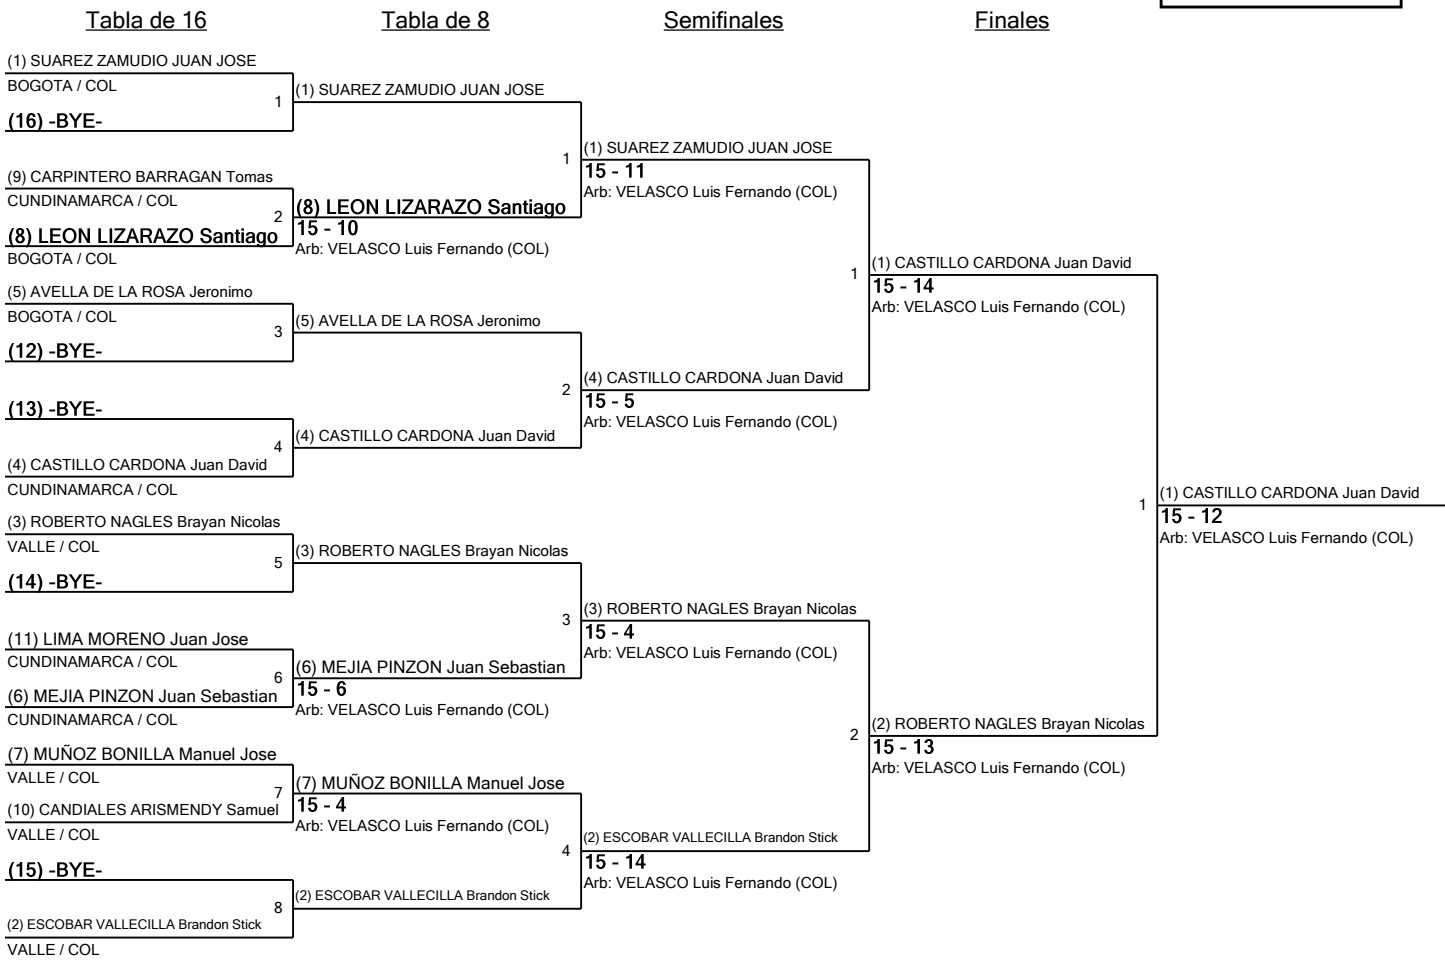 Tabla de 16
Tabla de 8
Semifinales
Finales
(1) SUAREZ ZAMUDIO JUAN JOSE
BOGOTA / COL
1
(16) -BYE-
(9) CARPINTERO BARRAGAN Tomas
CUNDINAMARCA / COL
2
(8) LEON LIZARAZO Santiago
BOGOTA / COL
(5) AVELLA DE LA ROSA Jeronimo
BOGOTA / COL
3
(12) -BYE-
(13) -BYE-
4
(4) CASTILLO CARDONA Juan David
CUNDINAMARCA / COL
(3) ROBERTO NAGLES Brayan Nicolas
VALLE / COL
5
(14) -BYE-
(11) LIMA MORENO Juan Jose
CUNDINAMARCA / COL
6
(6) MEJIA PINZON Juan Sebastian
CUNDINAMARCA / COL
(7) MUÑOZ BONILLA Manuel Jose
VALLE / COL
7
(10) CANDIALES ARISMENDY Samuel
VALLE / COL
(15) -BYE-
8
(2) ESCOBAR VALLECILLA Brandon Stick
VALLE / COL
(1) SUAREZ ZAMUDIO JUAN JOSE
1
(8) LEON LIZARAZO Santiago
15 - 10
Arb: VELASCO Luis Fernando (COL)
(5) AVELLA DE LA ROSA Jeronimo
2
(4) CASTILLO CARDONA Juan David
(3) ROBERTO NAGLES Brayan Nicolas
3
(6) MEJIA PINZON Juan Sebastian
15 - 6
Arb: VELASCO Luis Fernando (COL)
(7) MUÑOZ BONILLA Manuel Jose
15 - 4
Arb: VELASCO Luis Fernando (COL)
4
(2) ESCOBAR VALLECILLA Brandon Stick
(1) SUAREZ ZAMUDIO JUAN JOSE
15 - 11
Arb: VELASCO Luis Fernando (COL)
1
(4) CASTILLO CARDONA Juan David
15 - 5
Arb: VELASCO Luis Fernando (COL)
(3) ROBERTO NAGLES Brayan Nicolas
15 - 4
Arb: VELASCO Luis Fernando (COL)
2
(2) ESCOBAR VALLECILLA Brandon Stick
15 - 14
Arb: VELASCO Luis Fernando (COL)
(1) CASTILLO CARDONA Juan David
15 - 14
Arb: VELASCO Luis Fernando (COL)
1
(2) ROBERTO NAGLES Brayan Nicolas
15 - 13
Arb: VELASCO Luis Fernando (COL)
(1) CASTILLO CARDONA Juan David
15 - 12
Arb: VELASCO Luis Fernando (COL)